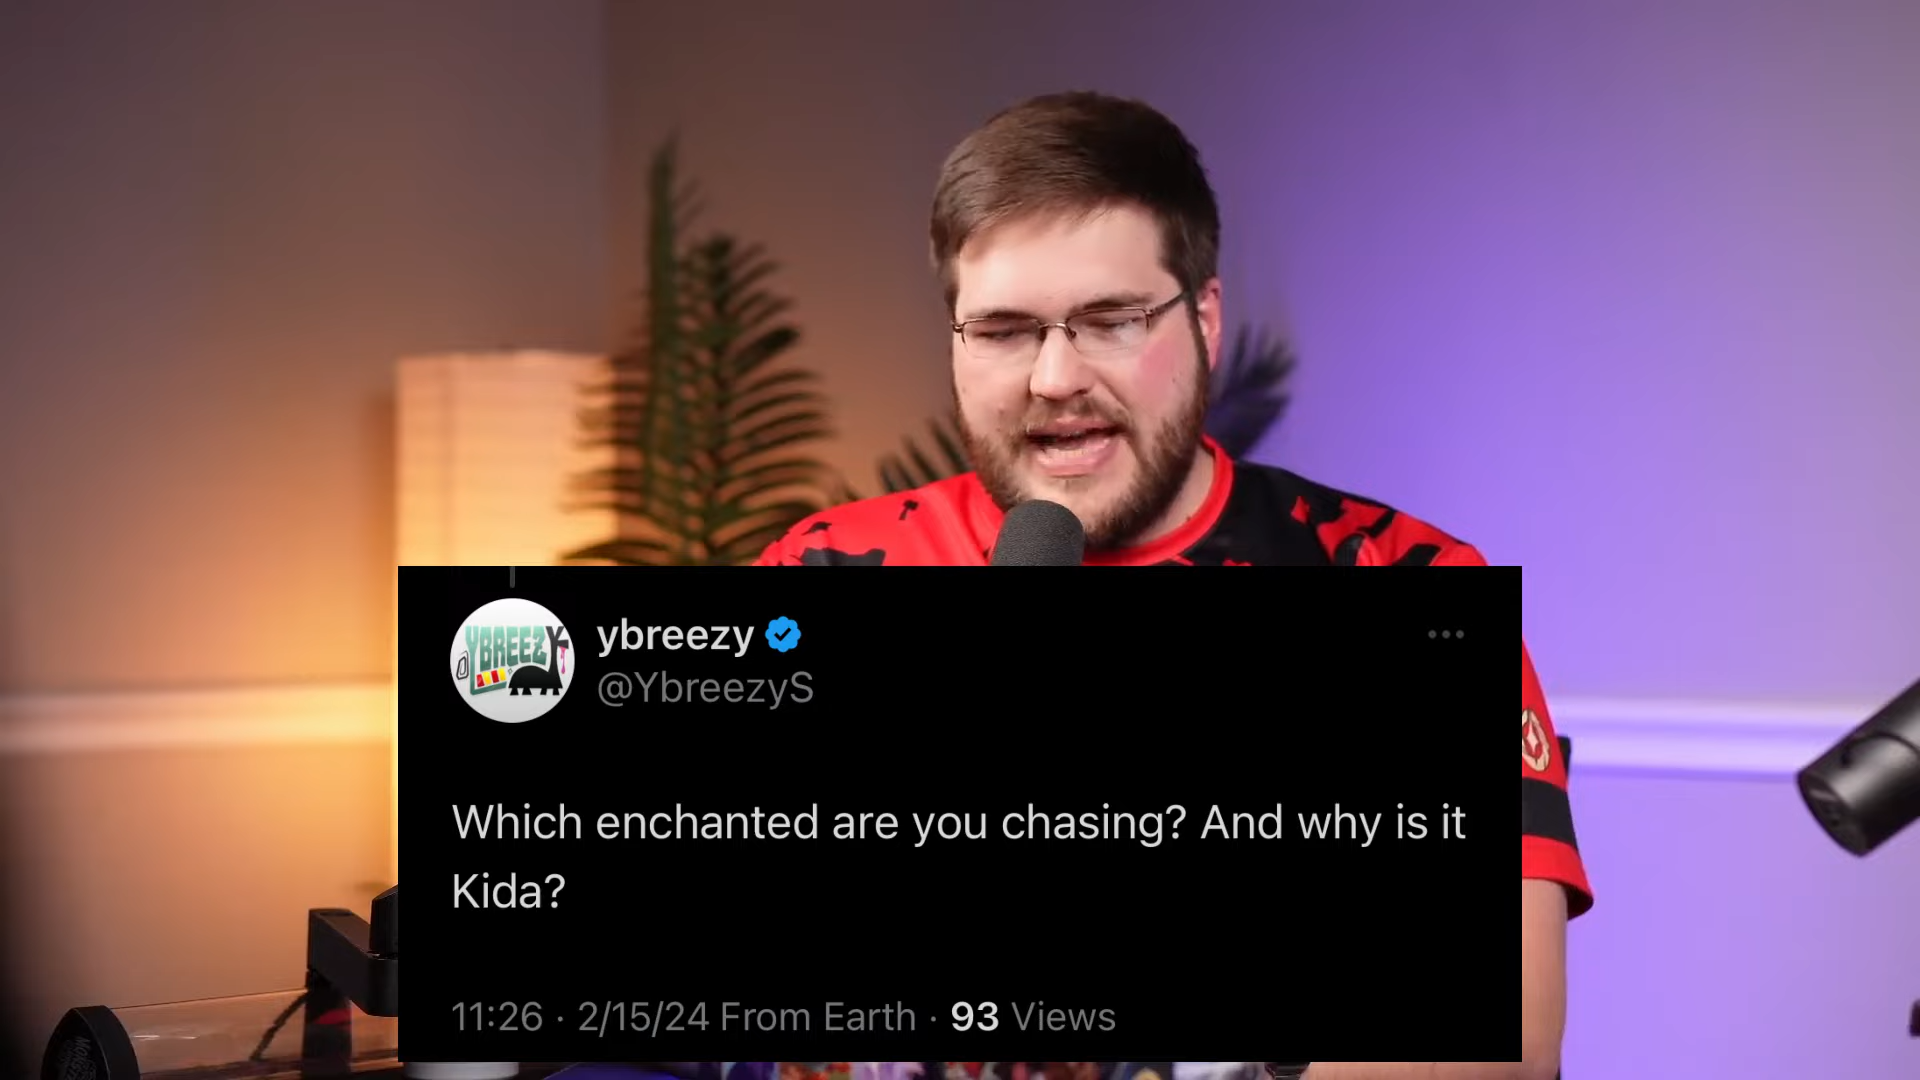 YBREEZY
ybreezy
@YbreezyS
Which enchanted are you chasing? And why is it
Kida?
11:26 · 2/15/24 From Earth · 93 Views